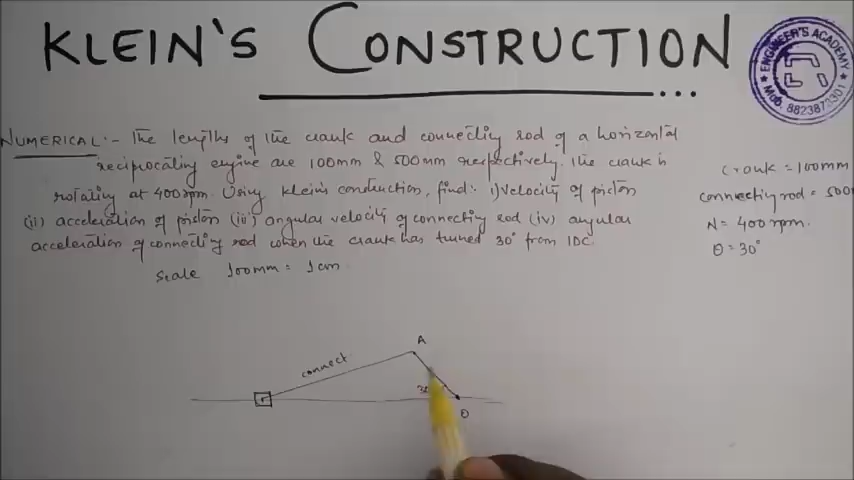 KLEIN'S CONSTRUCTION
ENGINEER'S ACADEMY
Mob. 8823873301
NUMERICAL:- The lengths of the crank and connecting rod of a horizontal
reciprocating engine are 100mm & 500mm respectively. The crank is
rotating at 400rpm. Using Klein's construction, find:- i) Velocity of piston
(ii) acceleration of piston (iii) angular velocity of connecting rod (iv) angular
acceleration of connecting rod when the crank has turned 30° from IDC.
Scale 100mm = 1cm
crank = 100mm
connecting rod = 500
N = 400 rpm.
θ = 30°
A
connect
O